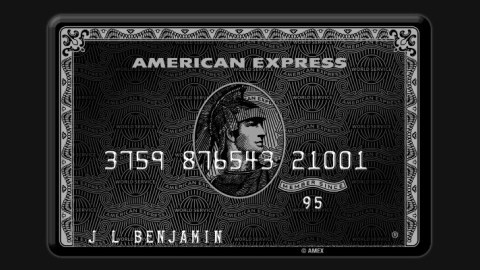 AMERICAN EXPRESS
3759 876543 21001
MEMBER SINCE
95
®
J L BENJAMIN
© AMEX